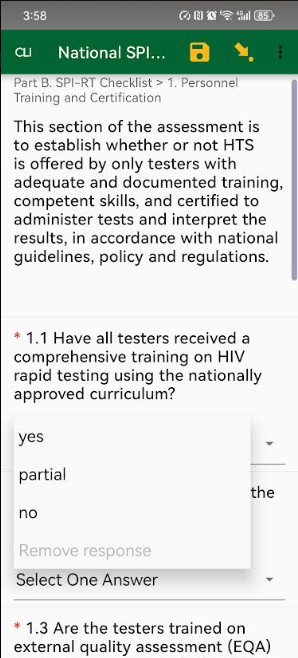 3:58
85
CLI National SPI...
Part B. SPI-RT Checklist > 1. Personnel
Training and Certification
This section of the assessment is
to establish whether or not HTS
is offered by only testers with
adequate and documented training,
competent skills, and certified to
administer tests and interpret the
results, in accordance with national
guidelines, policy and regulations.
* 1.1 Have all testers received a
comprehensive training on HIV
rapid testing using the nationally
approved curriculum?
yes
partial
the
no
Remove response
Select One Answer
* 1.3 Are the testers trained on
external quality assessment (EQA)